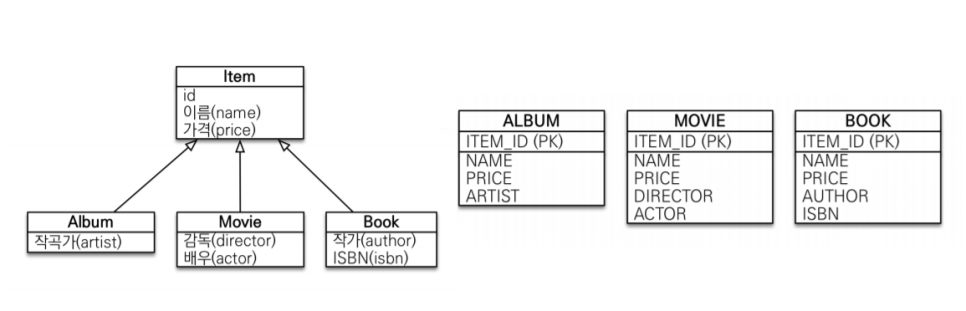 Item
id
이름(name)
가격(price)
Album
작곡가(artist)
Movie
감독(director)
배우(actor)
Book
작가(author)
ISBN(isbn)
ALBUM
ITEM_ID (PK)
NAME
PRICE
ARTIST
MOVIE
ITEM_ID (PK)
NAME
PRICE
DIRECTOR
ACTOR
BOOK
ITEM_ID (PK)
NAME
PRICE
AUTHOR
ISBN